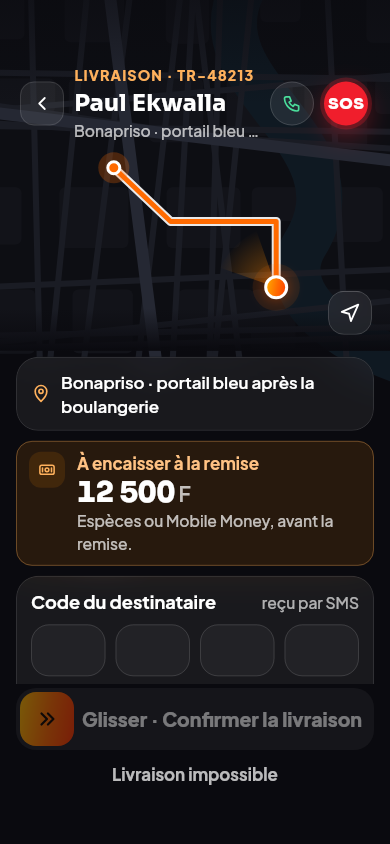 LIVRAISON · TR-48213
Paul Ekwalla
Bonapriso · portail bleu ...
SOS
Bonapriso · portail bleu après la
boulangerie
À encaisser à la remise
12 500 F
Espèces ou Mobile Money, avant la
remise.
Code du destinataire
reçu par SMS
Glisser · Confirmer la livraison
Livraison impossible